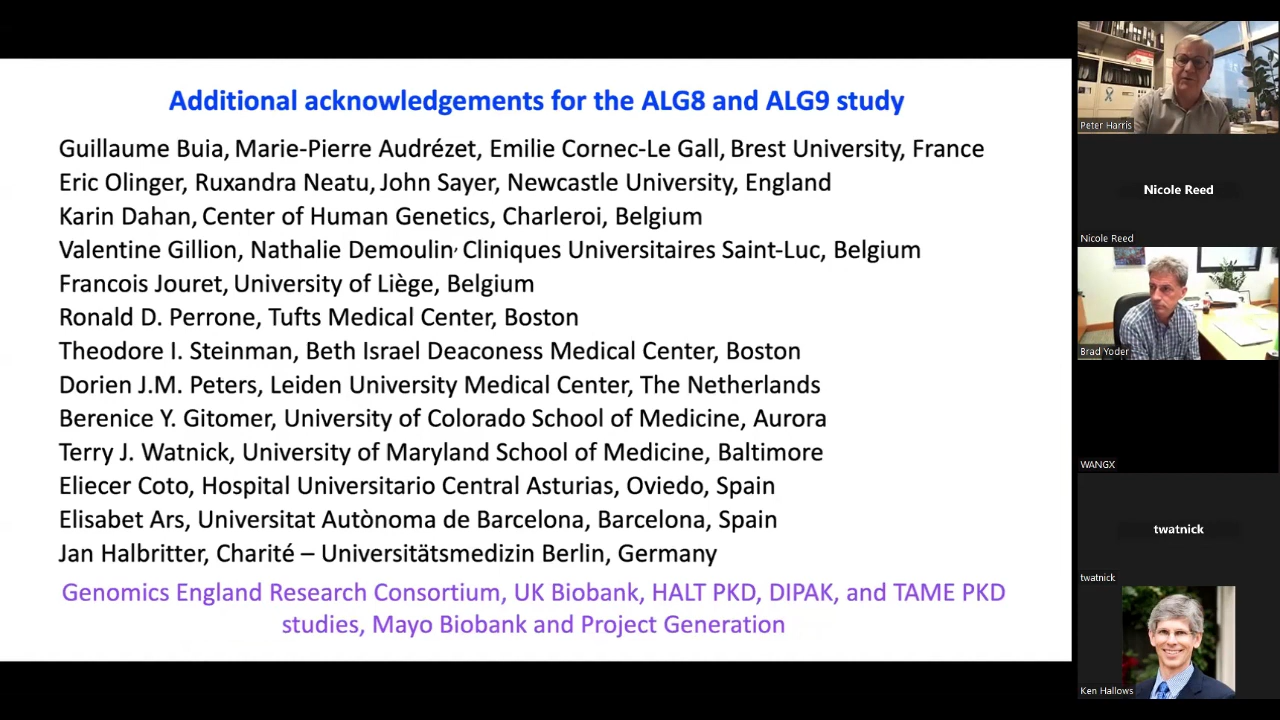 Additional acknowledgements for the ALG8 and ALG9 study
Guillaume Buia, Marie-Pierre Audrézet, Emilie Cornec-Le Gall, Brest University, France
Eric Olinger, Ruxandra Neatu, John Sayer, Newcastle University, England
Karin Dahan, Center of Human Genetics, Charleroi, Belgium
Valentine Gillion, Nathalie Demoulin, Cliniques Universitaires Saint-Luc, Belgium
Francois Jouret, University of Liège, Belgium
Ronald D. Perrone, Tufts Medical Center, Boston
Theodore I. Steinman, Beth Israel Deaconess Medical Center, Boston
Dorien J.M. Peters, Leiden University Medical Center, The Netherlands
Berenice Y. Gitomer, University of Colorado School of Medicine, Aurora
Terry J. Watnick, University of Maryland School of Medicine, Baltimore
Eliecer Coto, Hospital Universitario Central Asturias, Oviedo, Spain
Elisabet Ars, Universitat Autònoma de Barcelona, Barcelona, Spain
Jan Halbritter, Charité – Universitätsmedizin Berlin, Germany
Genomics England Research Consortium, UK Biobank, HALT PKD, DIPAK, and TAME PKD
studies, Mayo Biobank and Project Generation
Peter Harris
Nicole Reed
Nicole Reed
Brad Yoder
WANGX
twatnick
twatnick
Ken Hallows